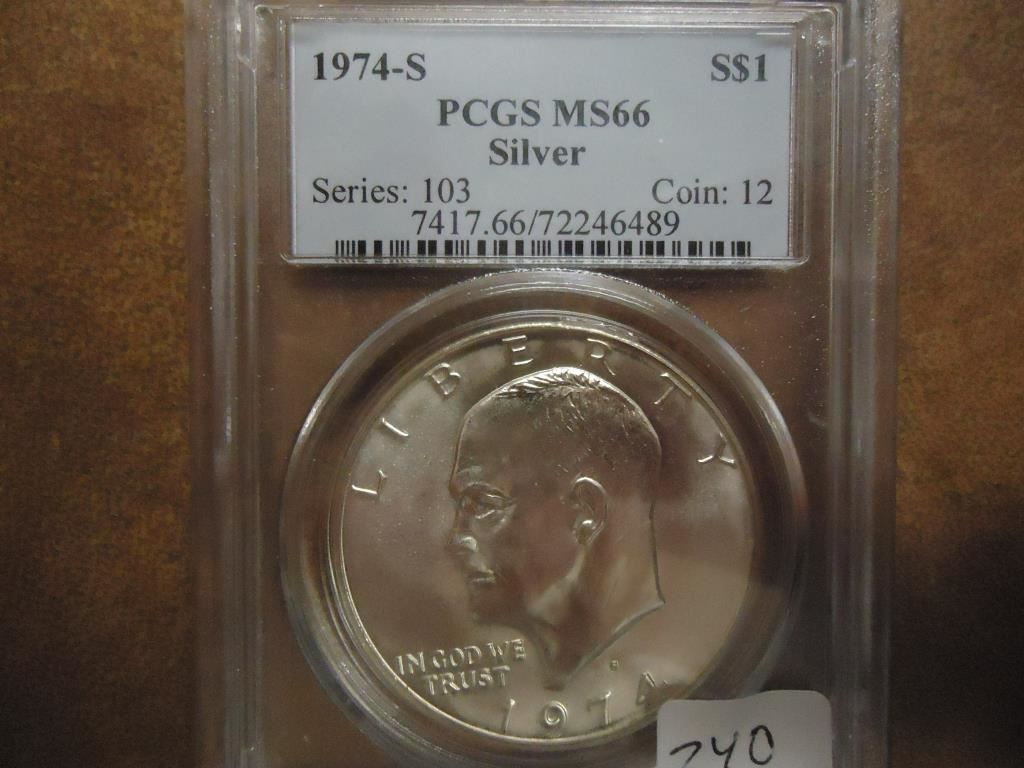 1974-S S$1
PCGS MS66
Silver
Series: 103 Coin: 12
7417.66/72246489
LIBERTY
IN GOD WE
TRUST
1974
240